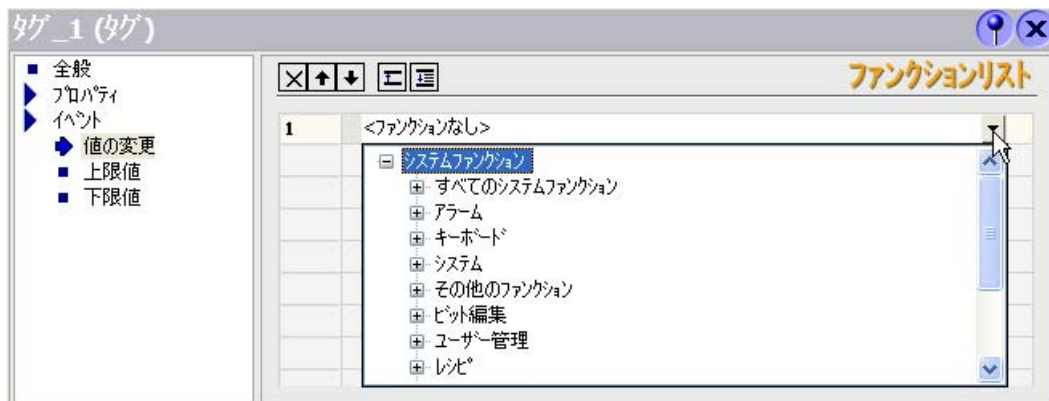 ﾀｸﾞ_1 (ﾀｸﾞ)
全般
ﾌﾟﾛﾊﾟﾃｨ
ｲﾍﾞﾝﾄ
値の変更
上限値
下限値
ファンクションリスト
1
<ﾌｧﾝｸｼｮﾝなし>
ｼｽﾃﾑﾌｧﾝｸｼｮﾝ
すべてのｼｽﾃﾑﾌｧﾝｸｼｮﾝ
ｱﾗｰﾑ
ｷｰﾎﾞｰﾄﾞ
ｼｽﾃﾑ
その他のﾌｧﾝｸｼｮﾝ
ﾋﾞｯﾄ編集
ﾕｰｻﾞｰ管理
ﾚｼﾋﾟ